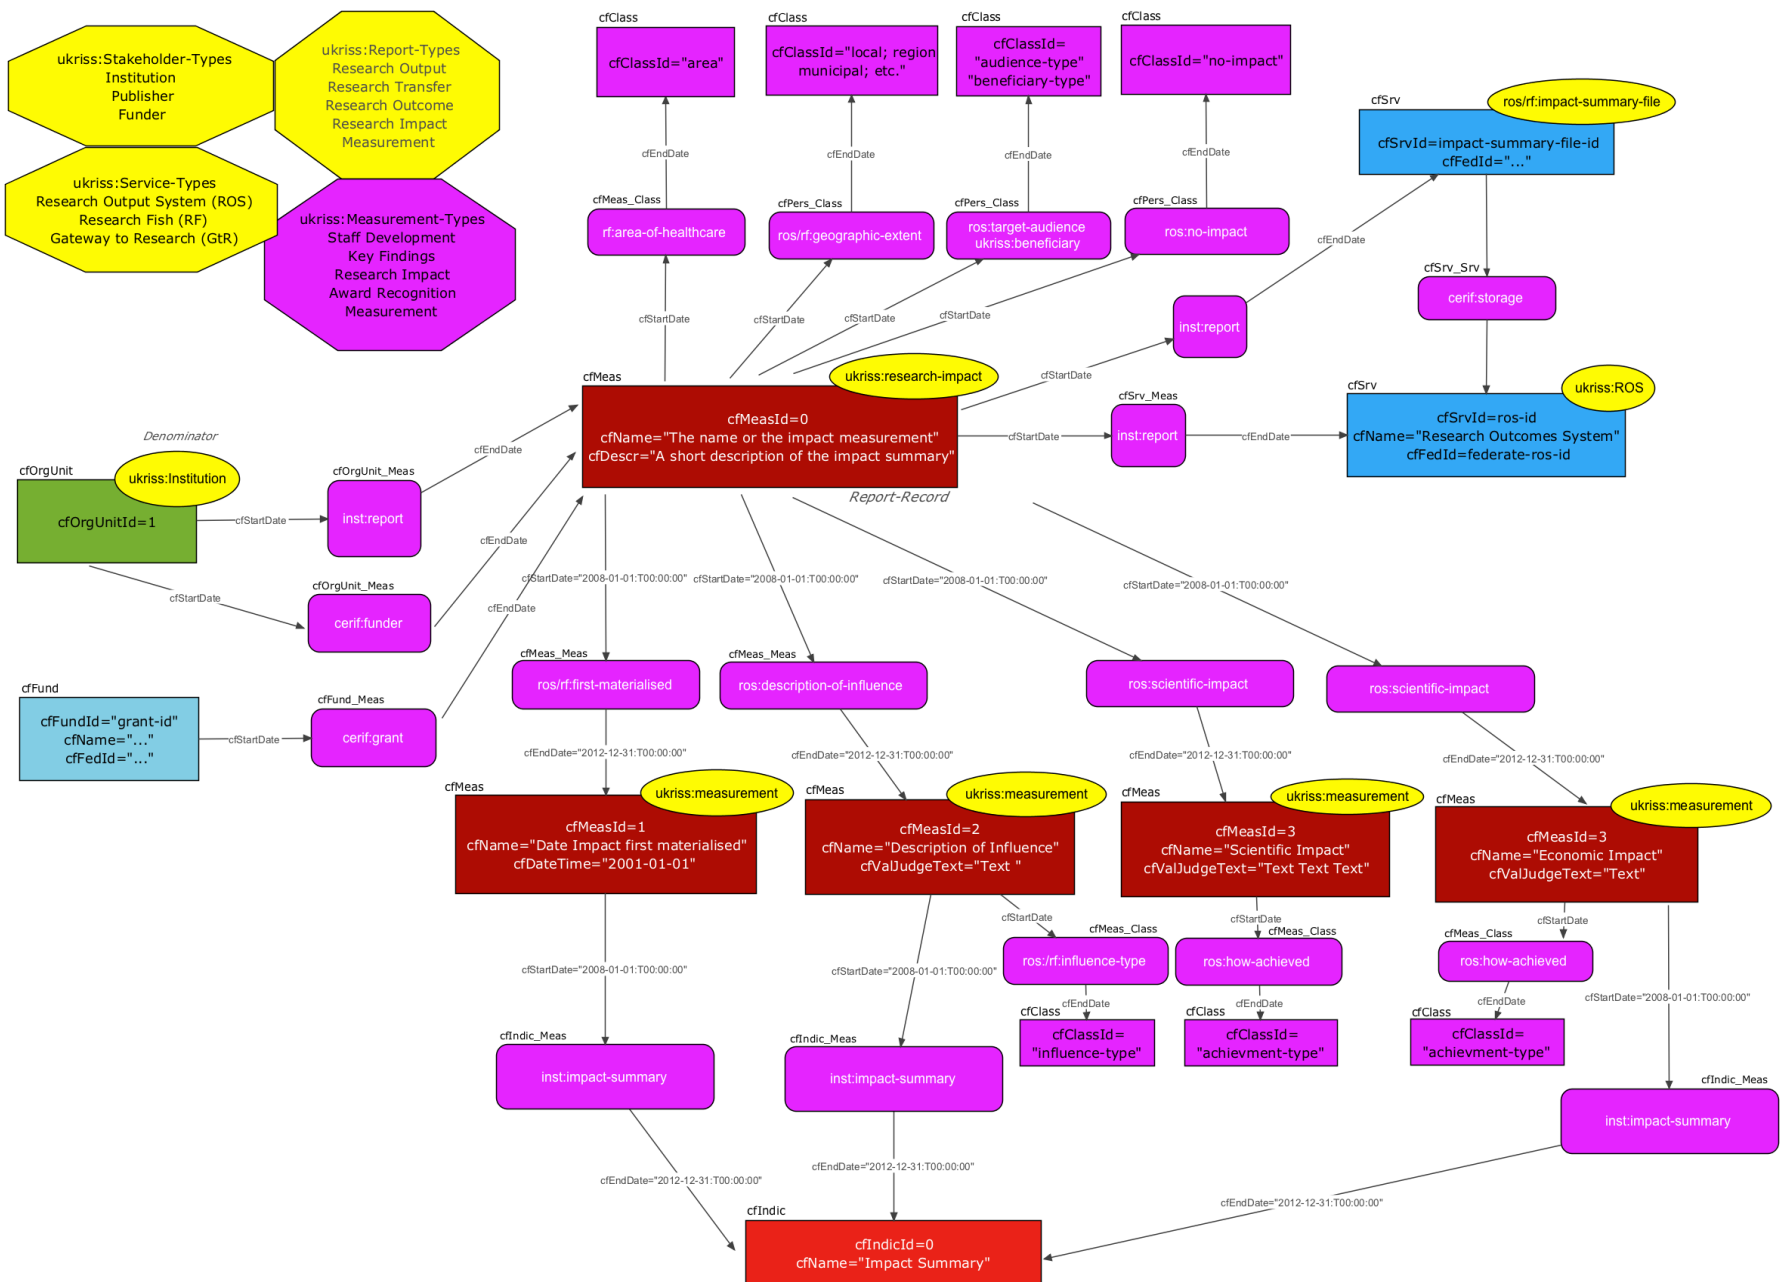 ukriss:Stakeholder-Types
Institution
Publisher
Funder
ukriss:Report-Types
Research Output
Research Transfer
Research Outcome
Research Impact
Measurement
ukriss:Service-Types
Research Output System (ROS)
Research Fish (RF)
Gateway to Research (GtR)
ukriss:Measurement-Types
Staff Development
Key Findings
Research Impact
Award Recognition
Measurement
cfClass
cfClassId="area"
cfClass
cfClassId="local; region
municipal; etc."
cfClass
cfClassId=
"audience-type"
"beneficiary-type"
cfClass
cfClassId="no-impact"
cfEndDate
cfEndDate
cfEndDate
cfEndDate
cfMeas_Class
rf:area-of-healthcare
cfPers_Class
ros/rf:geographic-extent
cfPers_Class
ros:target-audience
ukriss:beneficiary
cfPers_Class
ros:no-impact
cfStartDate
cfStartDate
cfStartDate
cfStartDate
cfSrv
ros/rf:impact-summary-file
cfSrvId=impact-summary-file-id
cfFedId="..."
cfEndDate
inst:report
cfStartDate
cfSrv_Srv
cerif:storage
cfSrv
ukriss:ROS
cfSrvId=ros-id
cfName="Research Outcomes System"
cfFedId=federate-ros-id
cfMeas
ukriss:research-impact
cfMeasId=0
cfName="The name or the impact measurement"
cfDescr="A short description of the impact summary"
Report-Record
cfStartDate
cfSrv_Meas
inst:report
cfEndDate
Denominator
cfOrgUnit
ukriss:Institution
cfOrgUnitId=1
cfStartDate
cfOrgUnit_Meas
inst:report
cfEndDate
cfStartDate
cfOrgUnit_Meas
cerif:funder
cfEndDate
cfFund
cfFundId="grant-id"
cfName="..."
cfFedId="..."
cfStartDate
cfFund_Meas
cerif:grant
cfEndDate
cfStartDate="2008-01-01:T00:00:00"
cfStartDate="2008-01-01:T00:00:00"
cfStartDate="2008-01-01:T00:00:00"
cfStartDate="2008-01-01:T00:00:00"
cfMeas_Meas
ros/rf:first-materialised
cfMeas_Meas
ros:description-of-influence
ros:scientific-impact
ros:scientific-impact
cfEndDate="2012-12-31:T00:00:00"
cfEndDate="2012-12-31:T00:00:00"
cfEndDate="2012-12-31:T00:00:00"
cfEndDate="2012-12-31:T00:00:00"
cfMeas
ukriss:measurement
cfMeasId=1
cfName="Date Impact first materialised"
cfDateTime="2001-01-01"
cfMeas
ukriss:measurement
cfMeasId=2
cfName="Description of Influence"
cfValJudgeText="Text "
cfMeas
ukriss:measurement
cfMeasId=3
cfName="Scientific Impact"
cfValJudgeText="Text Text Text"
cfMeas
ukriss:measurement
cfMeasId=3
cfName="Economic Impact"
cfValJudgeText="Text"
cfStartDate
cfMeas_Class
ros:/rf:influence-type
cfEndDate
cfClass
cfClassId=
"influence-type"
cfStartDate
cfMeas_Class
ros:how-achieved
cfEndDate
cfClass
cfClassId=
"achievment-type"
cfStartDate
cfMeas_Class
ros:how-achieved
cfEndDate
cfClass
cfClassId=
"achievment-type"
cfStartDate="2008-01-01:T00:00:00"
cfStartDate="2008-01-01:T00:00:00"
cfStartDate="2008-01-01:T00:00:00"
cfIndic_Meas
inst:impact-summary
cfIndic_Meas
inst:impact-summary
cfIndic_Meas
inst:impact-summary
cfEndDate="2012-12-31:T00:00:00"
cfEndDate="2012-12-31:T00:00:00"
cfEndDate="2012-12-31:T00:00:00"
cfIndic
cfIndicId=0
cfName="Impact Summary"